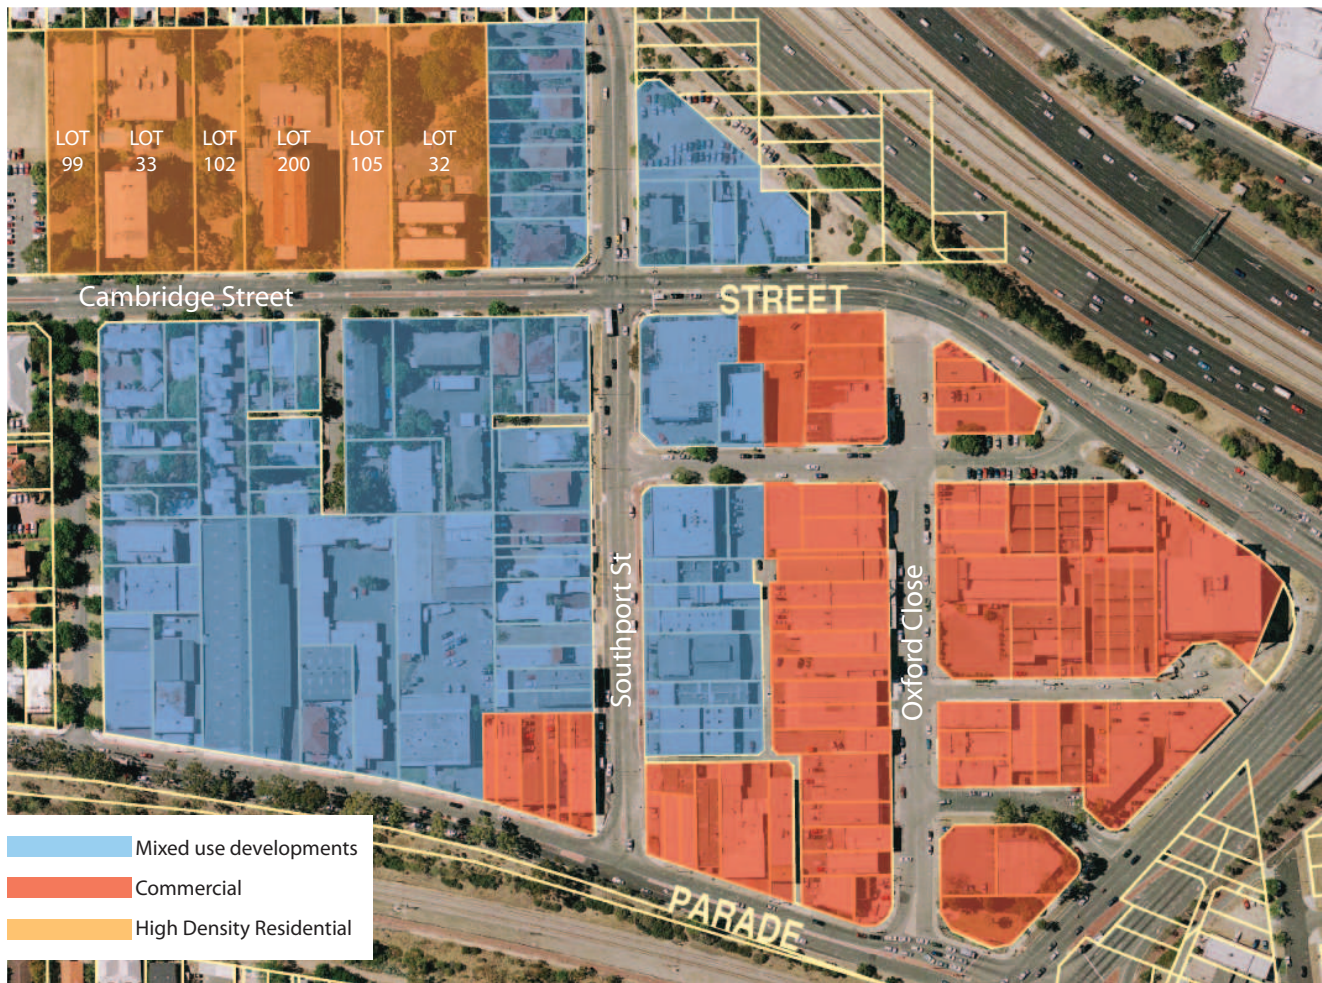 LOT
99
LOT
33
LOT
102
LOT
200
LOT
105
LOT
32
Cambridge Street
STREET
Southport St
Oxford Close
PARADE
Mixed use developments
Commercial
High Density Residential